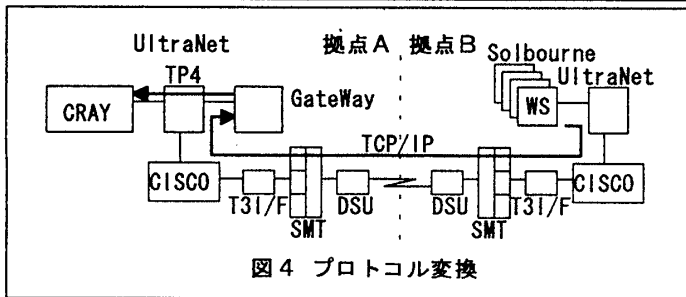 UltraNet
TP4
拠点A
拠点B
Solbourne
UltraNet
CRAY
GateWay
WS
TCP/IP
CISCO
T3I/F
SMT
DSU
DSU
SMT
T3I/F
CISCO
図4 プロトコル変換